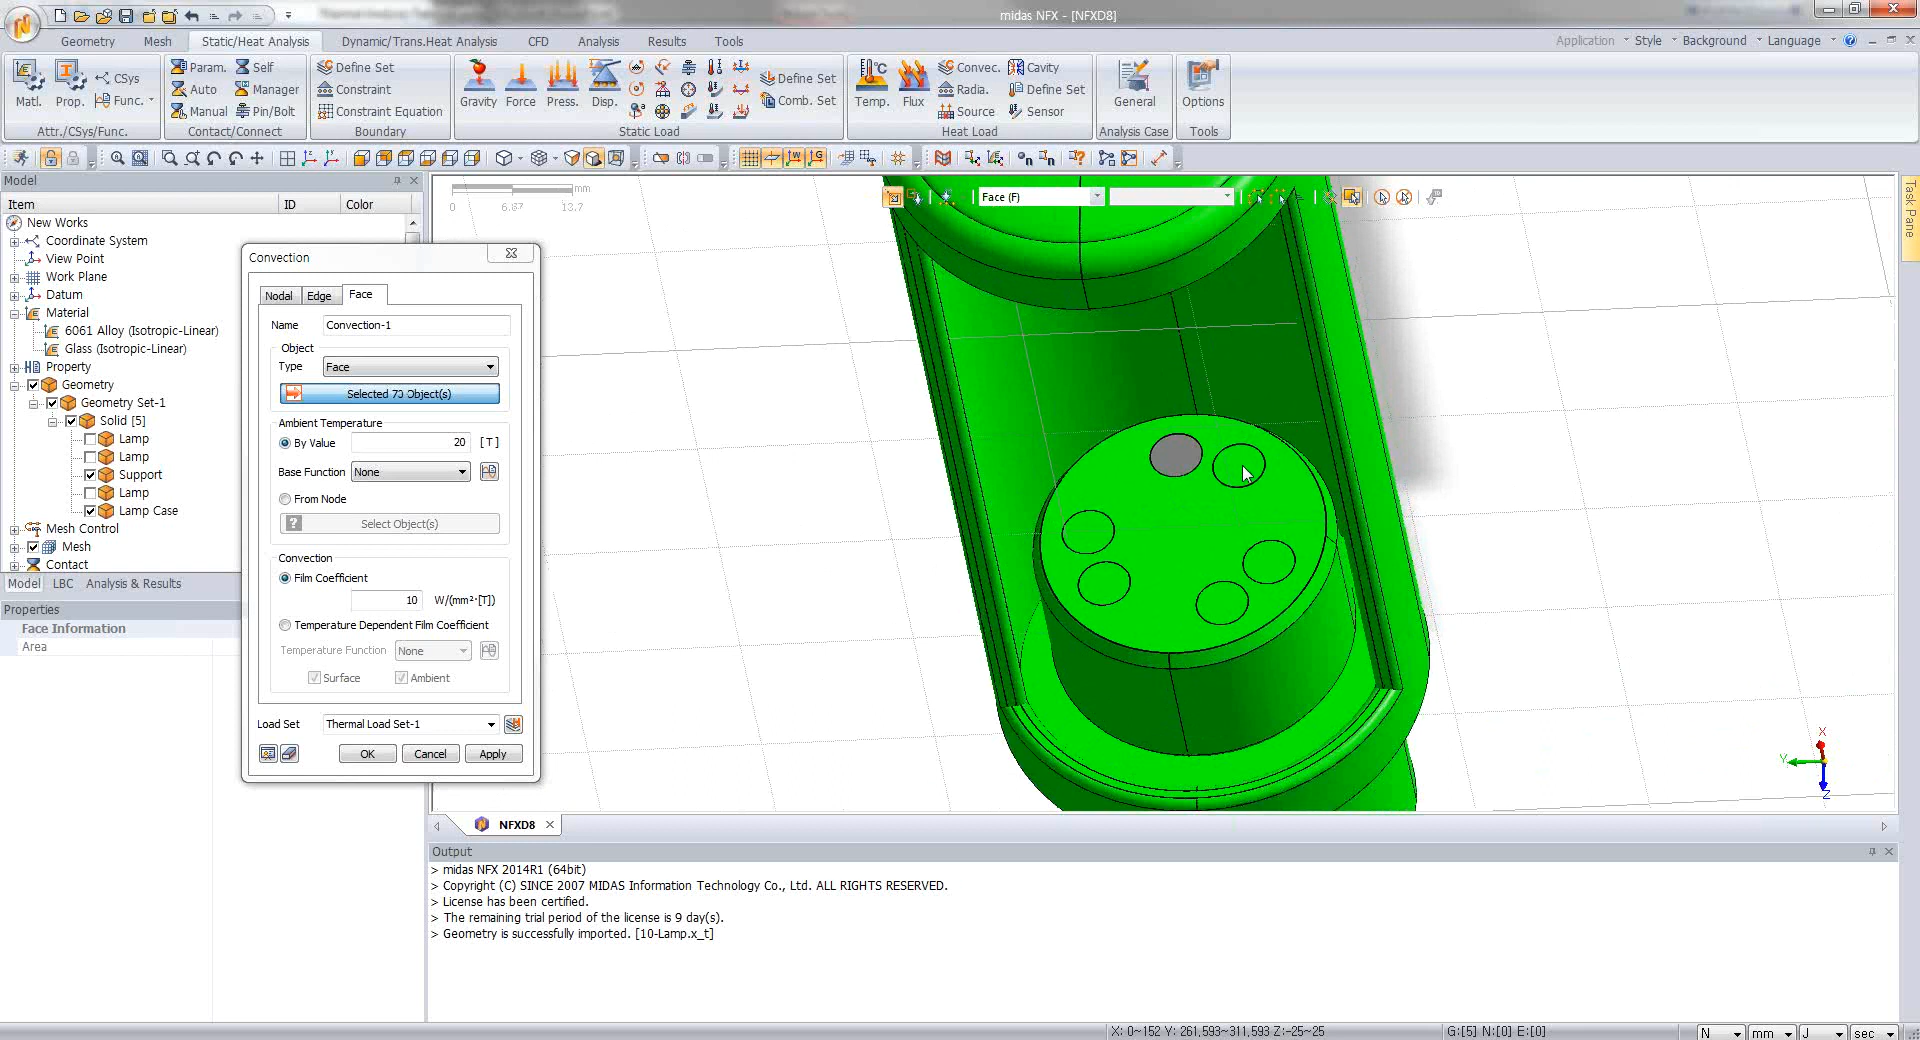 midas NFX - [NFXD8]
Geometry Mesh Static/Heat Analysis Dynamic/Trans.Heat Analysis CFD Analysis Results Tools
Application Style Background Language
Matl. Prop. CSys Func.
Attr./CSys/Func.
Param. Self
Auto Manager
Manual Pin/Bolt
Contact/Connect
Define Set
Constraint
Constraint Equation
Boundary
Gravity Force Press. Disp.
Define Set
Comb. Set
Static Load
Temp. Flux
Convec. Cavity
Radia. Define Set
Source Sensor
Heat Load
General
Analysis Case
Options
Tools
Model
Item ID Color
New Works
Coordinate System
View Point
Work Plane
Datum
Material
6061 Alloy (Isotropic-Linear)
Glass (Isotropic-Linear)
Property
Geometry
Geometry Set-1
Solid [5]
Lamp
Lamp
Support
Lamp
Lamp Case
Mesh Control
Mesh
Contact
Model LBC Analysis & Results
Properties
Face Information
Area
Convection
Nodal Edge Face
Name Convection-1
Object
Type Face
Selected 70 Object(s)
Ambient Temperature
By Value 20 [T]
Base Function None
From Node
? Select Object(s)
Convection
Film Coefficient
10 W/(mm²·[T])
Temperature Dependent Film Coefficient
Temperature Function None
Surface Ambient
Load Set Thermal Load Set-1
OK Cancel Apply
mm
0 6.87 13.7
Face (F)
Task Pane
X
Y
Z
NFXD8
Output
> midas NFX 2014R1 (64bit)
> Copyright (C) SINCE 2007 MIDAS Information Technology Co., Ltd. ALL RIGHTS RESERVED.
> License has been certified.
> The remaining trial period of the license is 9 day(s).
> Geometry is successfully imported. [10-Lamp.x_t]
X: 0~152 Y: 261.593~311.593 Z:-25~25
G:[5] N:[0] E:[0]
N mm J sec